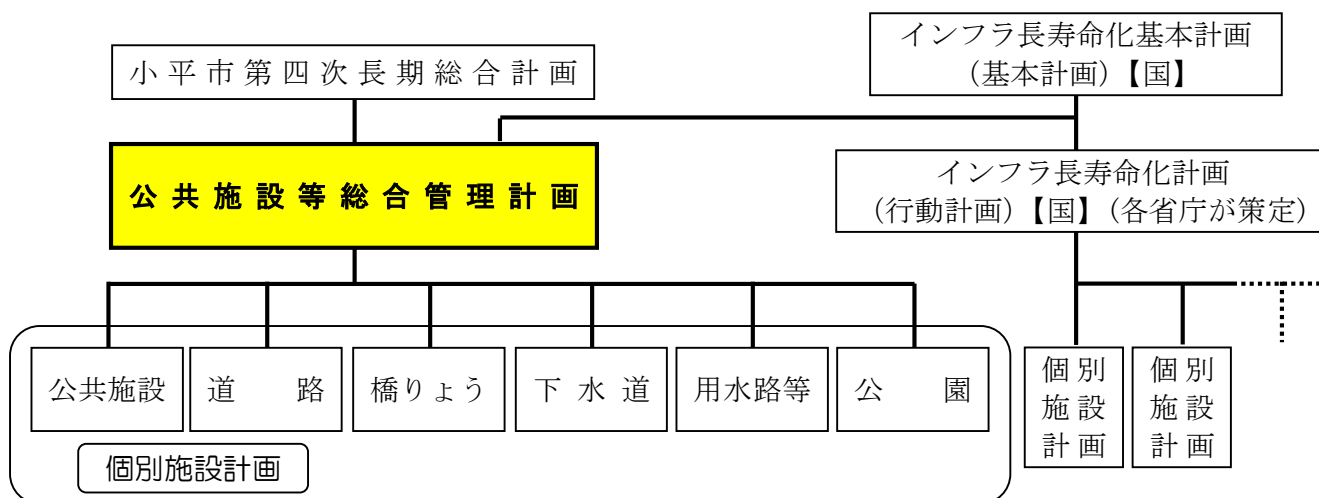 小平市第四次長期総合計画
インフラ長寿命化基本計画
(基本計画)【国】
公共施設等総合管理計画
インフラ長寿命化計画
(行動計画)【国】(各省庁が策定)
公共施設
道路
橋りょう
下水道
用水路等
公園
個別施設計画
個別
施設
計画
個別
施設
計画